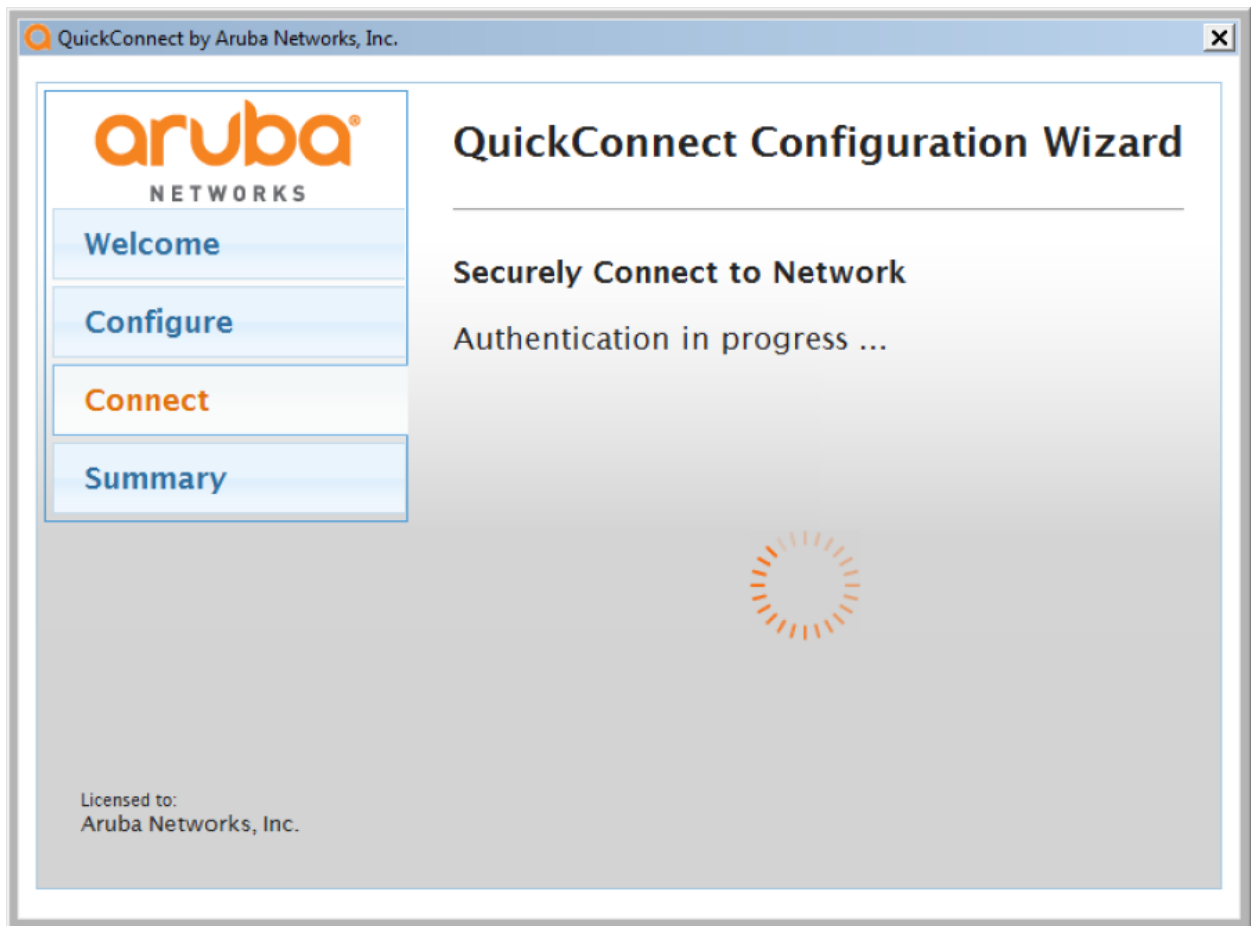 QuickConnect by Aruba Networks, Inc.
aruba®
NETWORKS
Welcome
Configure
Connect
Summary
QuickConnect Configuration Wizard
Securely Connect to Network
Authentication in progress ...
Licensed to:
Aruba Networks, Inc.